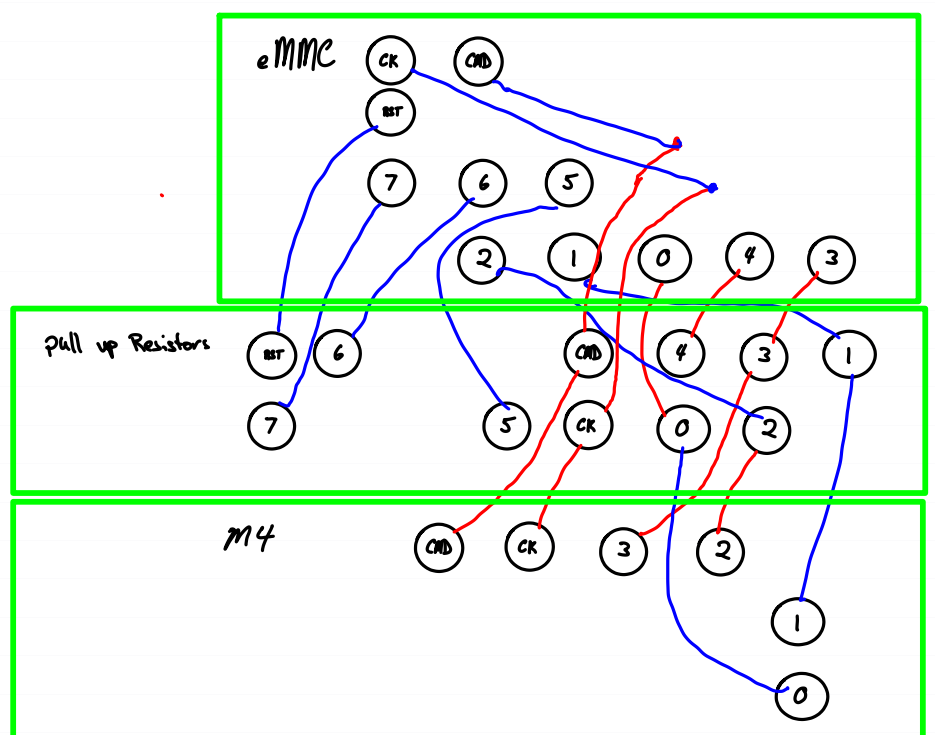 eMMC CK CMD
RST
7 6 5
2 1 0 4 3
Pull up Resistors RST 6 CMD 4 3 1
7 5 CK 0 2
M4 CMD CK 3 2
1
0